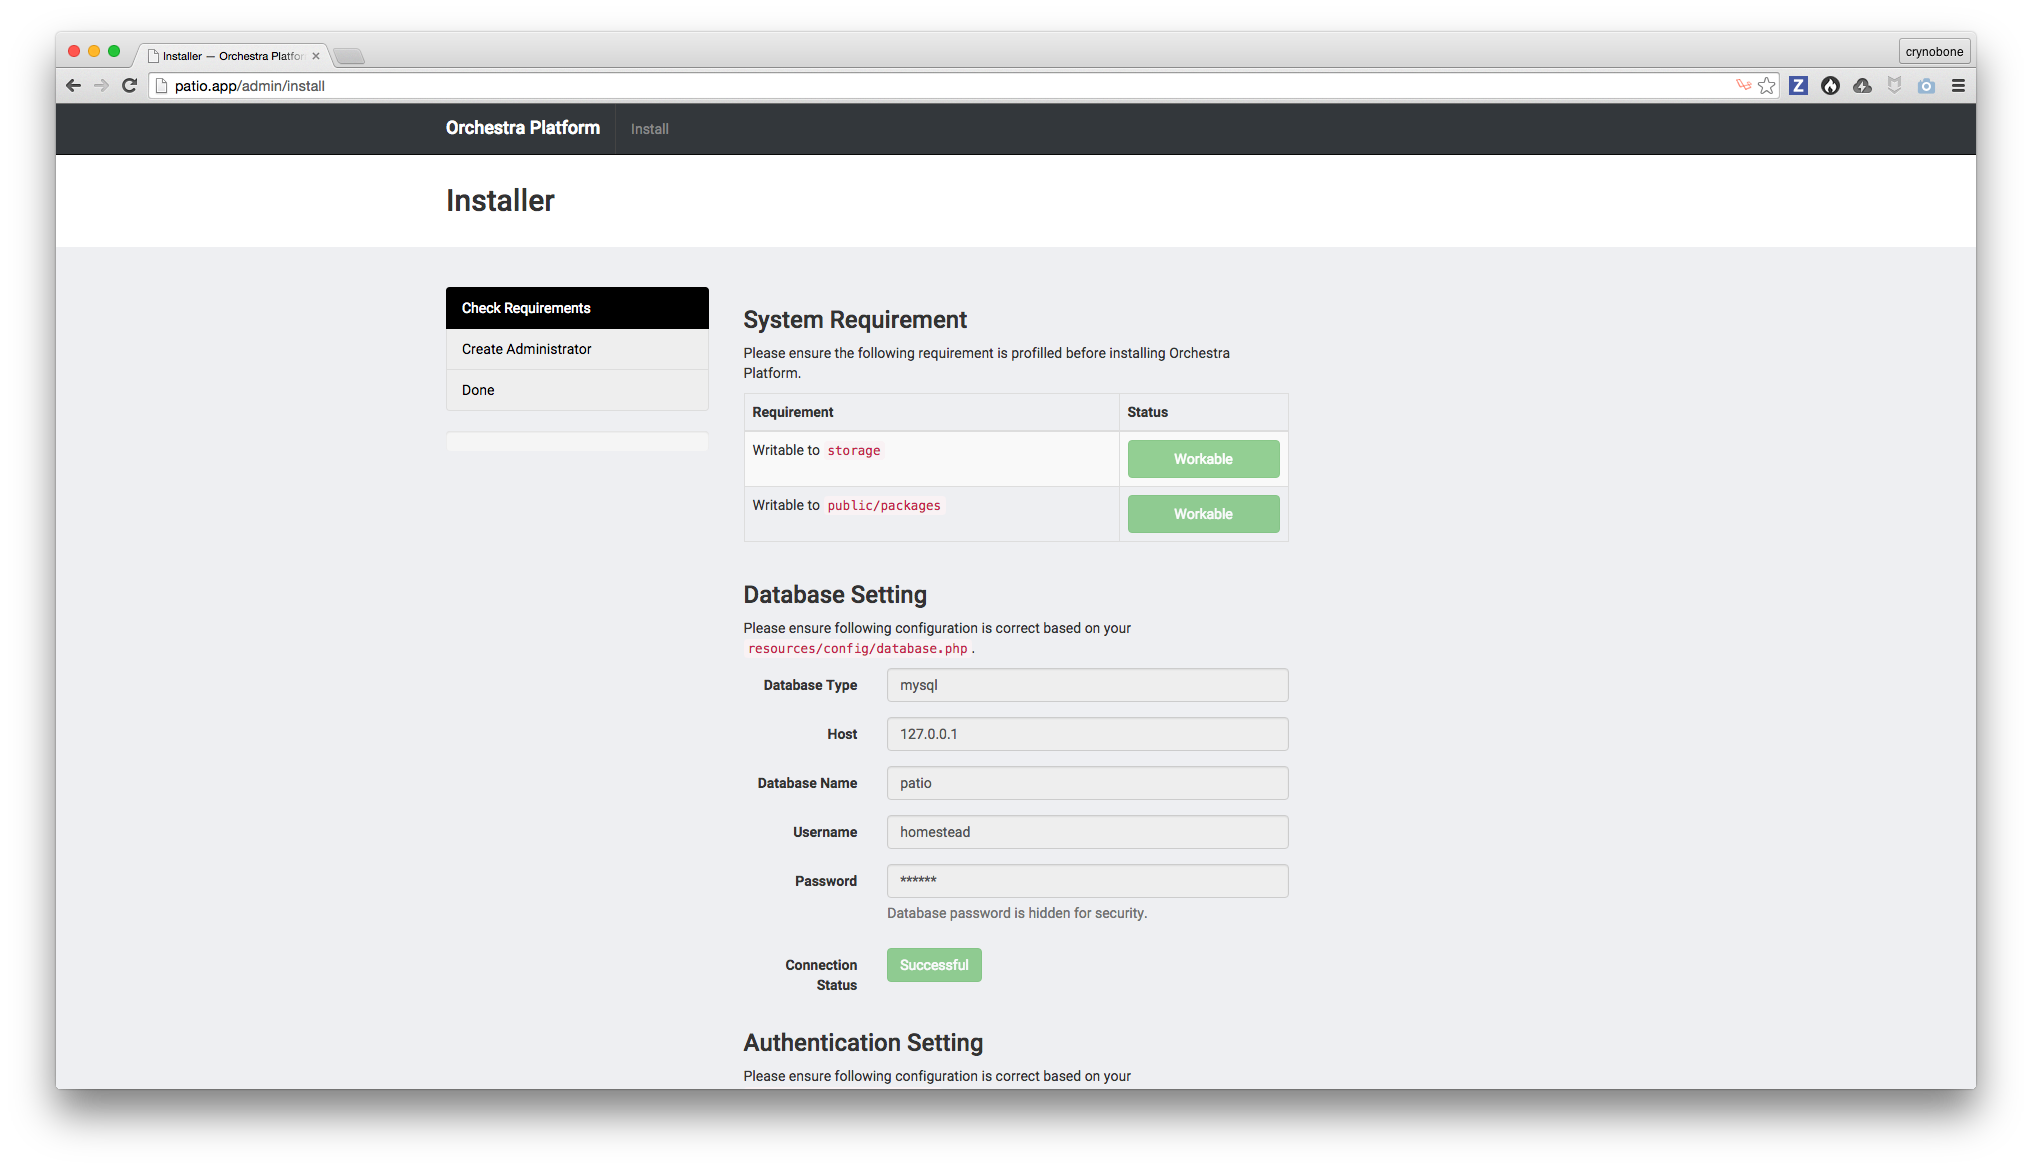 Installer — Orchestra Platfor
crynobone
patio.app/admin/install
Z
Orchestra Platform
Install
Installer
Check Requirements
Create Administrator
Done
System Requirement
Please ensure the following requirement is profilled before installing Orchestra
Platform.
Requirement Status
Writable to storage Workable
Writable to public/packages Workable
Database Setting
Please ensure following configuration is correct based on your
resources/config/database.php.
Database Type mysql
Host 127.0.0.1
Database Name patio
Username homestead
Password ******
Database password is hidden for security.
Connection
Status
Successful
Authentication Setting
Please ensure following configuration is correct based on your